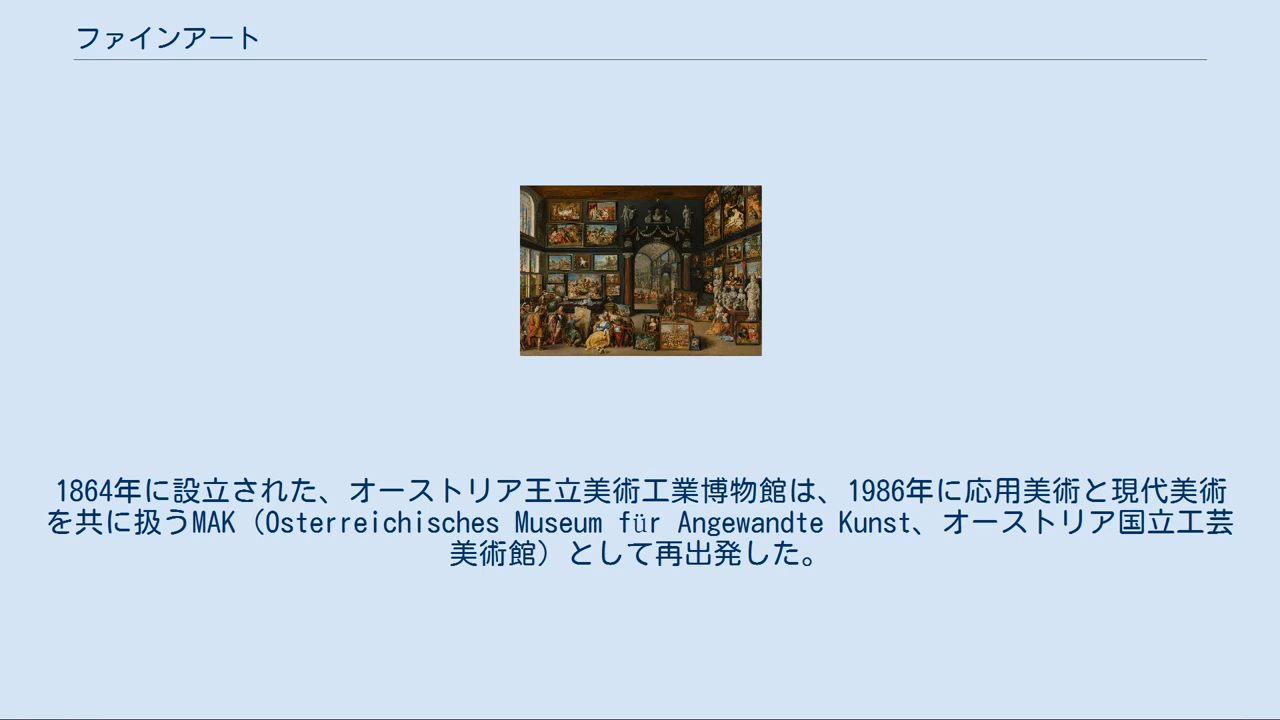 ファインアート
1864年に設立された、オーストリア王立美術工業博物館は、1986年に応用美術と現代美術
を共に扱うMAK（Osterreichisches Museum für Angewandte Kunst、オーストリア国立工芸
美術館）として再出発した。